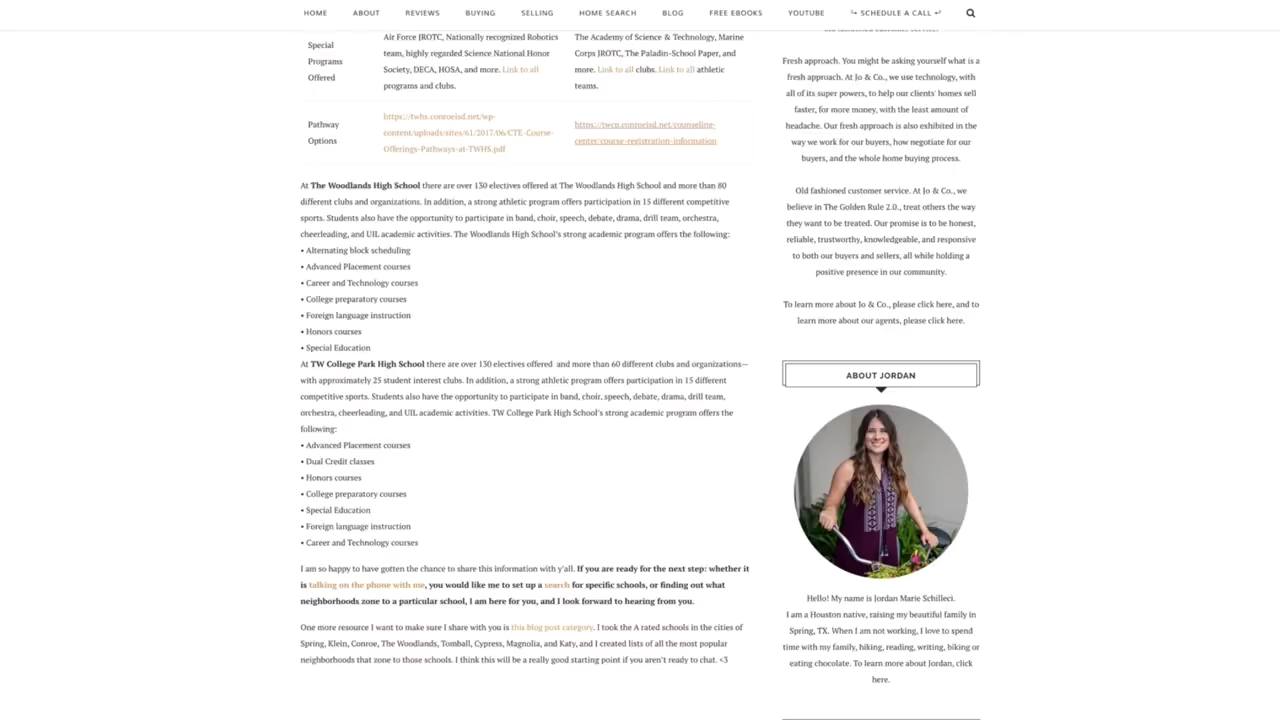 HOME ABOUT REVIEWS BUYING SELLING HOME SEARCH BLOG FREE EBOOKS YOUTUBE ⤷ SCHEDULE A CALL ⤶
Special
Programs
Offered
Air Force JROTC, Nationally recognized Robotics
team, highly regarded Science National Honor
Society, DECA, HOSA, and more. Link to all
programs and clubs.
The Academy of Science & Technology, Marine
Corps JROTC, The Paladin-School Paper, and
more. Link to all clubs. Link to all athletic
teams.
Pathway
Options
https://twhs.conroeisd.net/wp-
content/uploads/sites/61/2017/06/CTE-Course-
Offerings-Pathways-at-TWHS.pdf
https://twcp.conroeisd.net/counseling-
center/course-registration-information
At The Woodlands High School there are over 130 electives offered at The Woodlands High School and more than 80
different clubs and organizations. In addition, a strong athletic program offers participation in 15 different competitive
sports. Students also have the opportunity to participate in band, choir, speech, debate, drama, drill team, orchestra,
cheerleading, and UIL academic activities. The Woodlands High School's strong academic program offers the following:
• Alternating block scheduling
• Advanced Placement courses
• Career and Technology courses
• College preparatory courses
• Foreign language instruction
• Honors courses
• Special Education
At TW College Park High School there are over 130 electives offered and more than 60 different clubs and organizations—
with approximately 25 student interest clubs. In addition, a strong athletic program offers participation in 15 different
competitive sports. Students also have the opportunity to participate in band, choir, speech, debate, drama, drill team,
orchestra, cheerleading, and UIL academic activities. TW College Park High School's strong academic program offers the
following:
• Advanced Placement courses
• Dual Credit classes
• Honors courses
• College preparatory courses
• Special Education
• Foreign language instruction
• Career and Technology courses
I am so happy to have gotten the chance to share this information with y'all. If you are ready for the next step: whether it
is talking on the phone with me, you would like me to set up a search for specific schools, or finding out what
neighborhoods zone to a particular school, I am here for you, and I look forward to hearing from you.
One more resource I want to make sure I share with you is this blog post category. I took the A rated schools in the cities of
Spring, Klein, Conroe, The Woodlands, Tomball, Cypress, Magnolia, and Katy, and I created lists of all the most popular
neighborhoods that zone to those schools. I think this will be a really good starting point if you aren't ready to chat. <3
Fresh approach. You might be asking yourself what is a
fresh approach. At Jo & Co., we use technology, with
all of its super powers, to help our clients' homes sell
faster, for more money, with the least amount of
headache. Our fresh approach is also exhibited in the
way we work for our buyers, how negotiate for our
buyers, and the whole home buying process.
Old fashioned customer service. At Jo & Co., we
believe in The Golden Rule 2.0., treat others the way
they want to be treated. Our promise is to be honest,
reliable, trustworthy, knowledgeable, and responsive
to both our buyers and sellers, all while holding a
positive presence in our community.
To learn more about Jo & Co., please click here, and to
learn more about our agents, please click here.
ABOUT JORDAN
Hello! My name is Jordan Marie Schilleci.
I am a Houston native, raising my beautiful family in
Spring, TX. When I am not working, I love to spend
time with my family, hiking, reading, writing, biking or
eating chocolate. To learn more about Jordan, click
here.